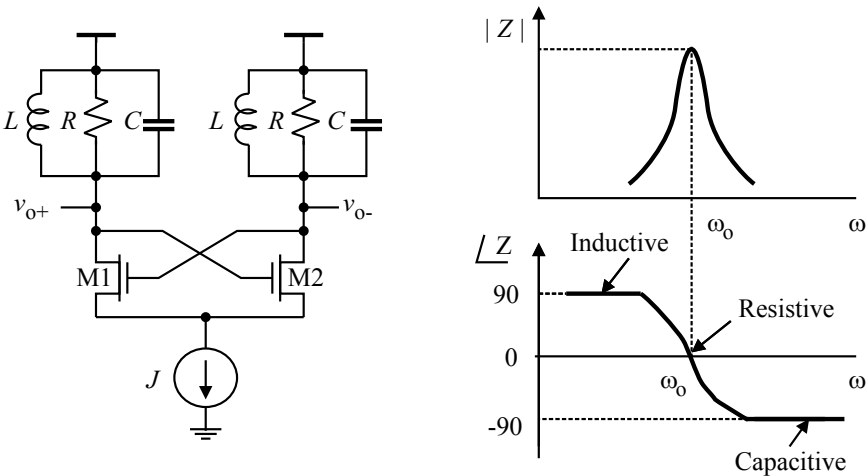 L R C L R C
v_o+ v_o-
M1 M2
J
| Z |
ω_o ω
∠Z
Inductive
90
Resistive
0
ω_o ω
-90
Capacitive